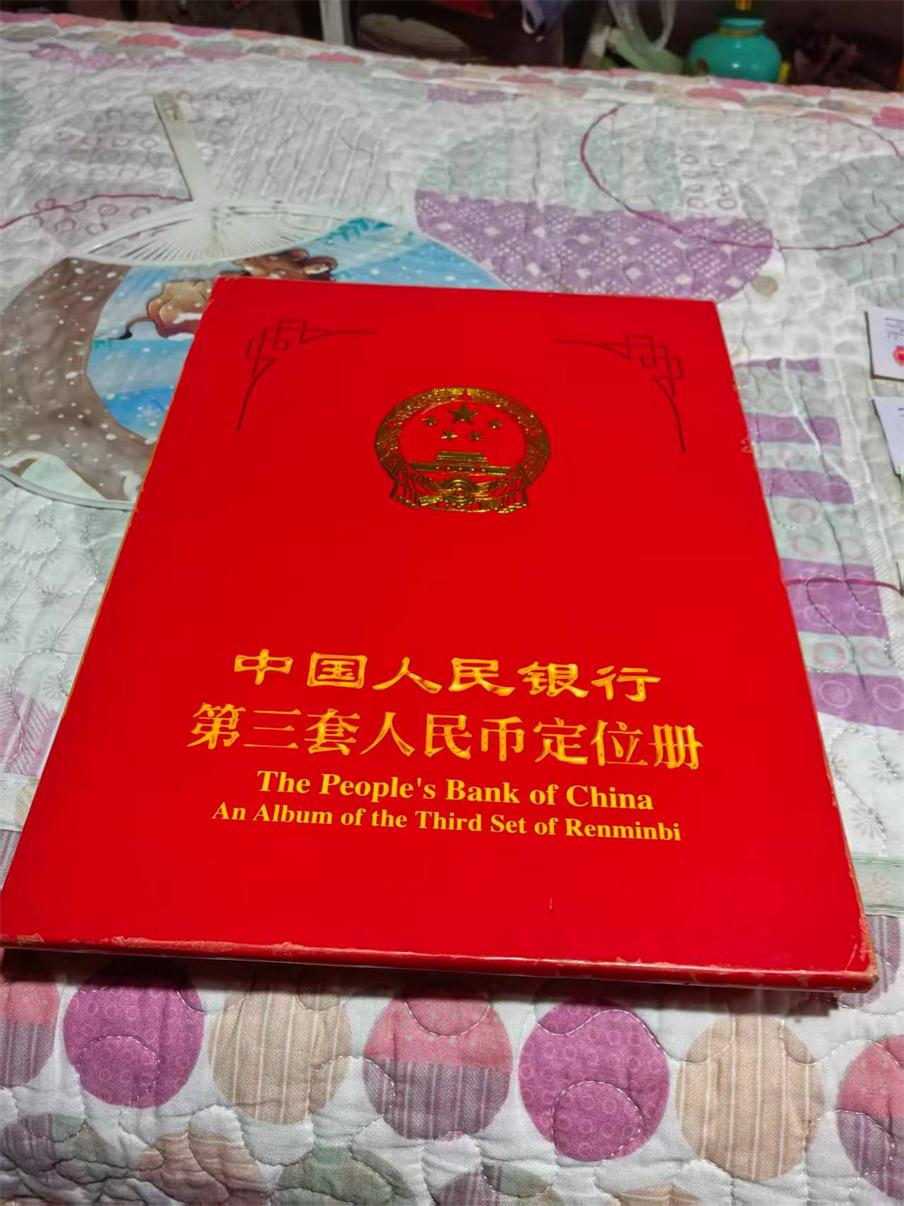 中国人民银行
第三套人民币定位册
The People's Bank of China
An Album of the Third Set of Renminbi